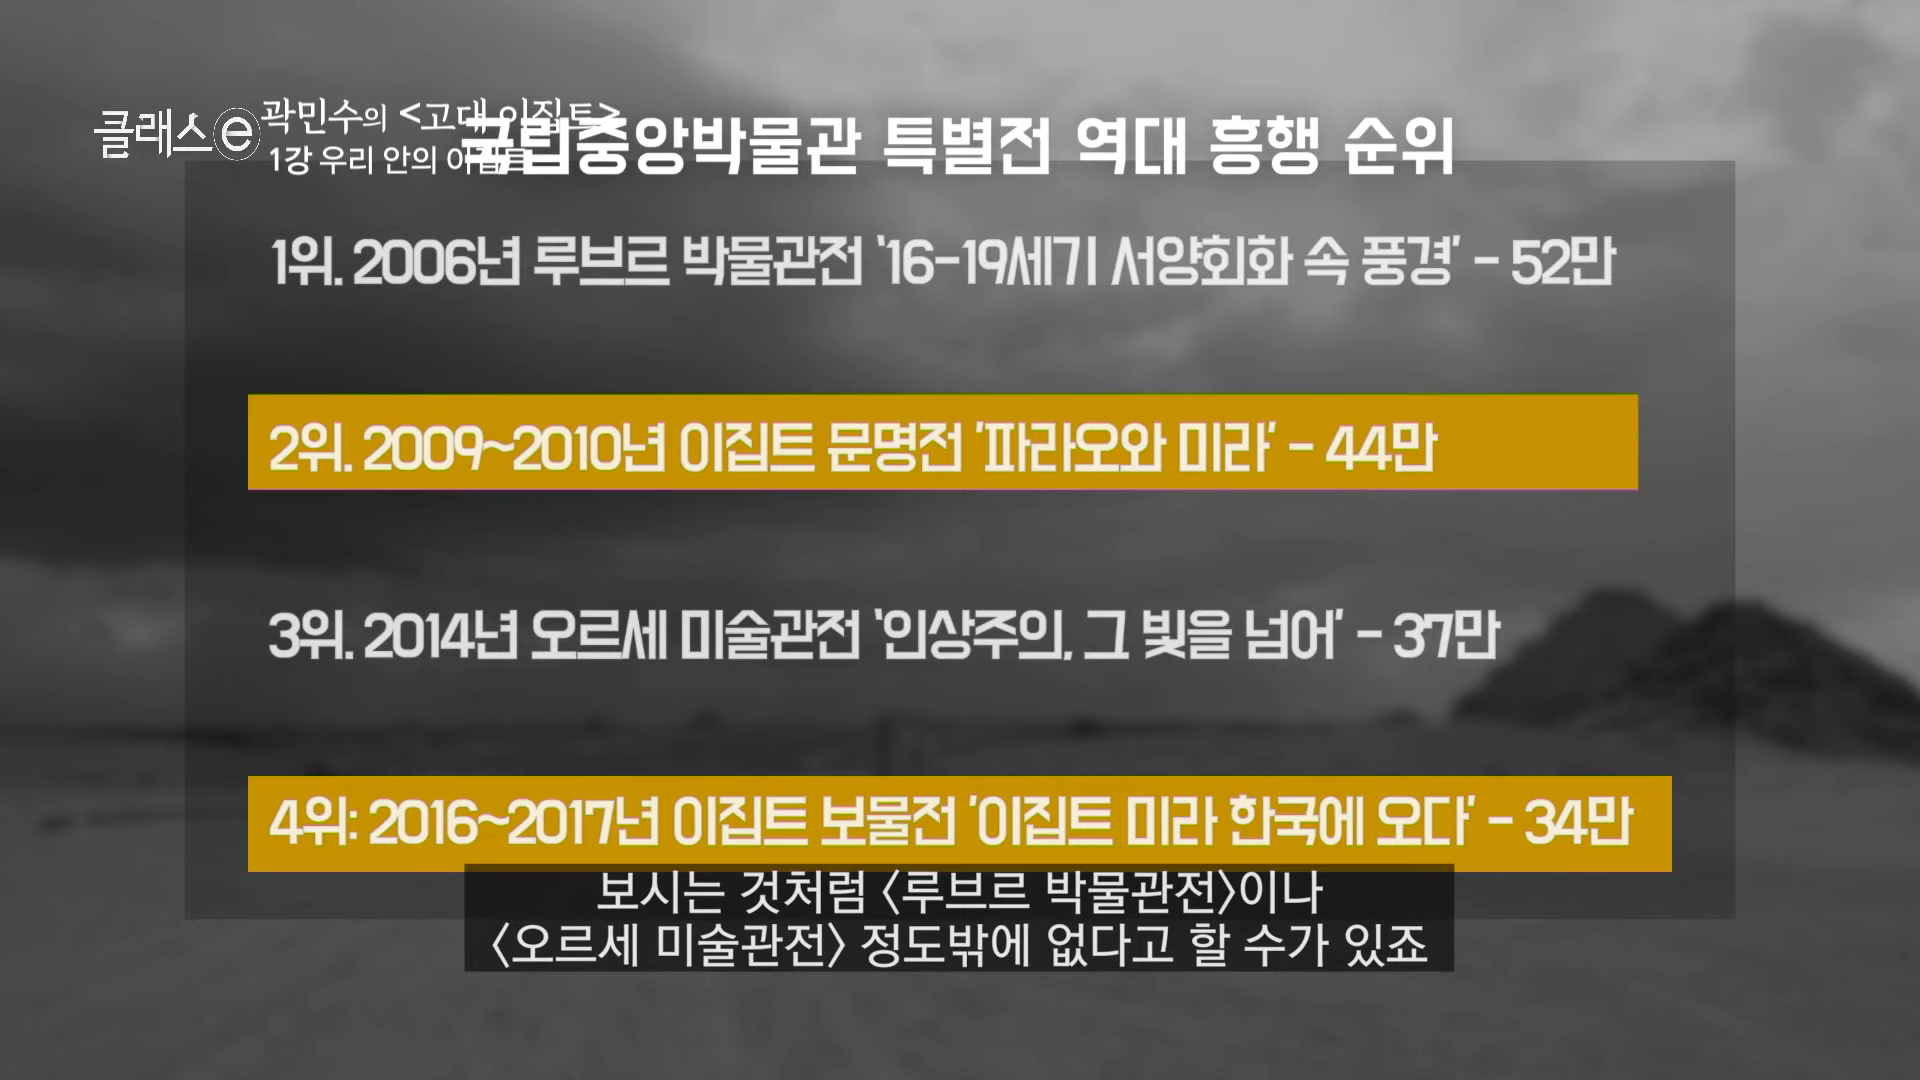 클래스e
곽민수의 <고대 이집트>
1강 우리 안의 이집트
국립중앙박물관 특별전 역대 흥행 순위
1위. 2006년 루브르 박물관전 '16-19세기 서양회화 속 풍경' - 52만
2위. 2009~2010년 이집트 문명전 '파라오와 미라' - 44만
3위. 2014년 오르세 미술관전 '인상주의, 그 빛을 넘어' - 37만
4위: 2016~2017년 이집트 보물전 '이집트 미라 한국에 오다' - 34만
보시는 것처럼 〈루브르 박물관전〉이나
〈오르세 미술관전〉 정도밖에 없다고 할 수가 있죠